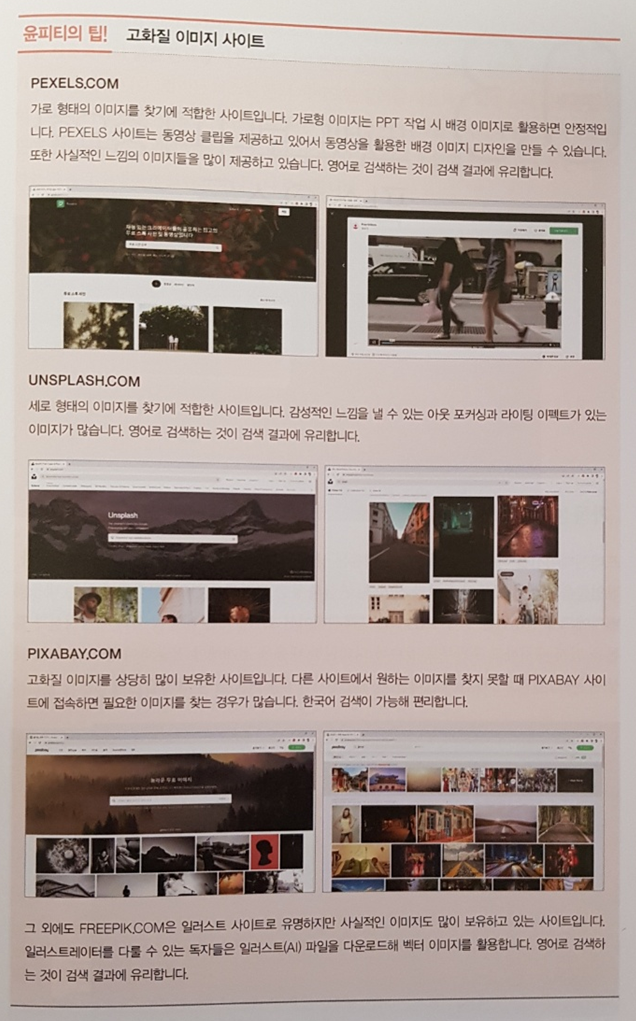 윤피티의 팁! 고화질 이미지 사이트
PEXELS.COM
가로 형태의 이미지를 찾기에 적합한 사이트입니다. 가로형 이미지는 PPT 작업 시 배경 이미지로 활용하면 안정적입
니다. PEXELS 사이트는 동영상 클립을 제공하고 있어서 동영상을 활용한 배경 이미지 디자인을 만들 수 있습니다.
또한 사실적인 느낌의 이미지들을 많이 제공하고 있습니다. 영어로 검색하는 것이 검색 결과에 유리합니다.
UNSPLASH.COM
세로 형태의 이미지를 찾기에 적합한 사이트입니다. 감성적인 느낌을 낼 수 있는 아웃 포커싱과 라이팅 이펙트가 있는
이미지가 많습니다. 영어로 검색하는 것이 검색 결과에 유리합니다.
Unsplash
PIXABAY.COM
고화질 이미지를 상당히 많이 보유한 사이트입니다. 다른 사이트에서 원하는 이미지를 찾지 못할 때 PIXABAY 사이
트에 접속하면 필요한 이미지를 찾는 경우가 많습니다. 한국어 검색이 가능해 편리합니다.
pixabay
pixabay
놀라운 무료 이미지
그 외에도 FREEPIK.COM은 일러스트 사이트로 유명하지만 사실적인 이미지도 많이 보유하고 있는 사이트입니다.
일러스트레이터를 다룰 수 있는 독자들은 일러스트(AI) 파일을 다운로드해 벡터 이미지를 활용합니다. 영어로 검색하
는 것이 검색 결과에 유리합니다.